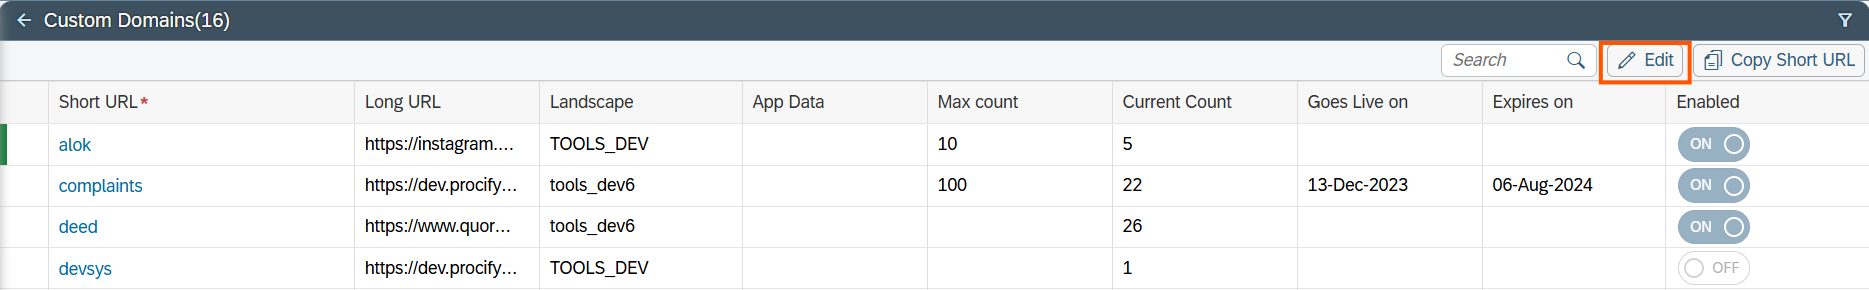 Custom Domains(16)
Search Edit Copy Short URL
Short URL* Long URL Landscape App Data Max count Current Count Goes Live on Expires on Enabled
alok https://instagram.... TOOLS_DEV 10 5 ON
complaints https://dev.procify... tools_dev6 100 22 13-Dec-2023 06-Aug-2024 ON
deed https://www.quor... tools_dev6 26 ON
devsys https://dev.procify... TOOLS_DEV 1 OFF